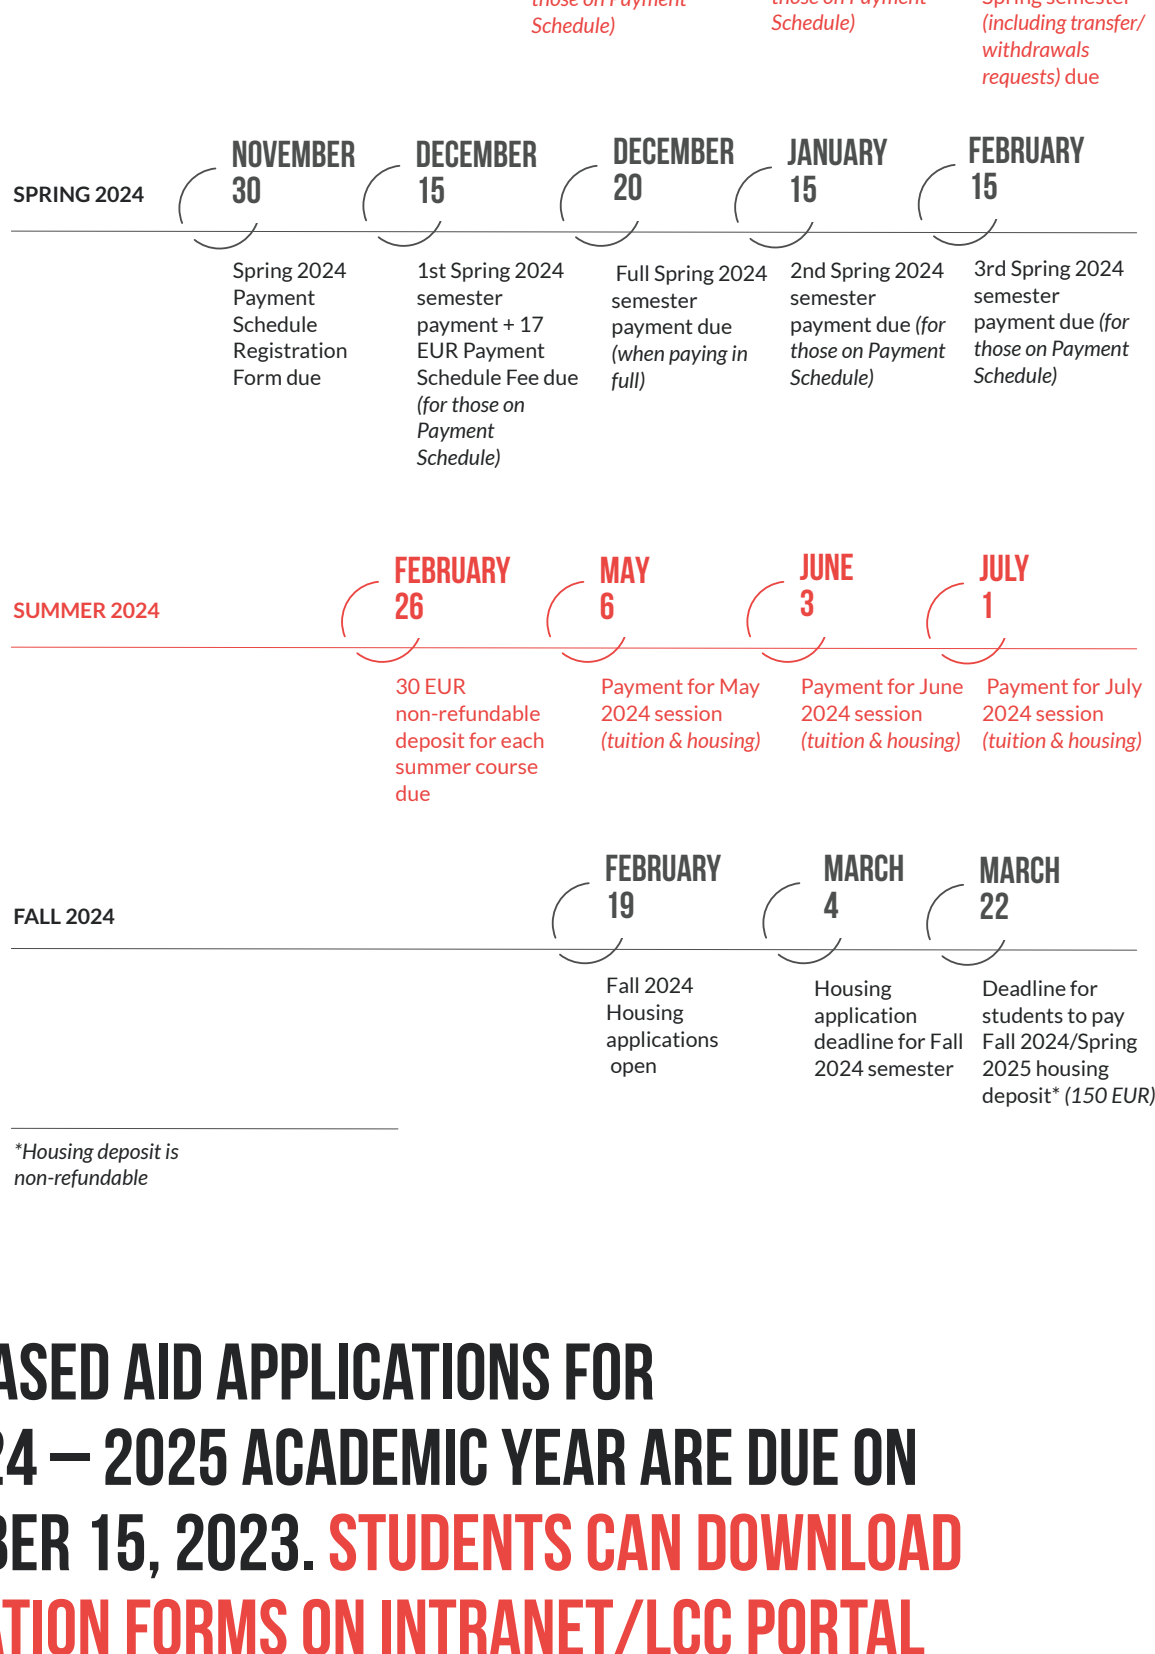 those on Payment
Schedule)
those on Payment
Schedule)
Spring semester
(including transfer/
withdrawals
requests) due
SPRING 2024
NOVEMBER
30
Spring 2024
Payment
Schedule
Registration
Form due
DECEMBER
15
1st Spring 2024
semester
payment + 17
EUR Payment
Schedule Fee due
(for those on
Payment
Schedule)
DECEMBER
20
Full Spring 2024
semester
payment due
(when paying in
full)
JANUARY
15
2nd Spring 2024
semester
payment due (for
those on Payment
Schedule)
FEBRUARY
15
3rd Spring 2024
semester
payment due (for
those on Payment
Schedule)
SUMMER 2024
FEBRUARY
26
30 EUR
non-refundable
deposit for each
summer course
due
MAY
6
Payment for May
2024 session
(tuition & housing)
JUNE
3
Payment for June
2024 session
(tuition & housing)
JULY
1
Payment for July
2024 session
(tuition & housing)
FALL 2024
FEBRUARY
19
Fall 2024
Housing
applications
open
MARCH
4
Housing
application
deadline for Fall
2024 semester
MARCH
22
Deadline for
students to pay
Fall 2024/Spring
2025 housing
deposit* (150 EUR)
*Housing deposit is
non-refundable
ASED AID APPLICATIONS FOR
24 – 2025 ACADEMIC YEAR ARE DUE ON
BER 15, 2023. STUDENTS CAN DOWNLOAD
ATION FORMS ON INTRANET/LCC PORTAL